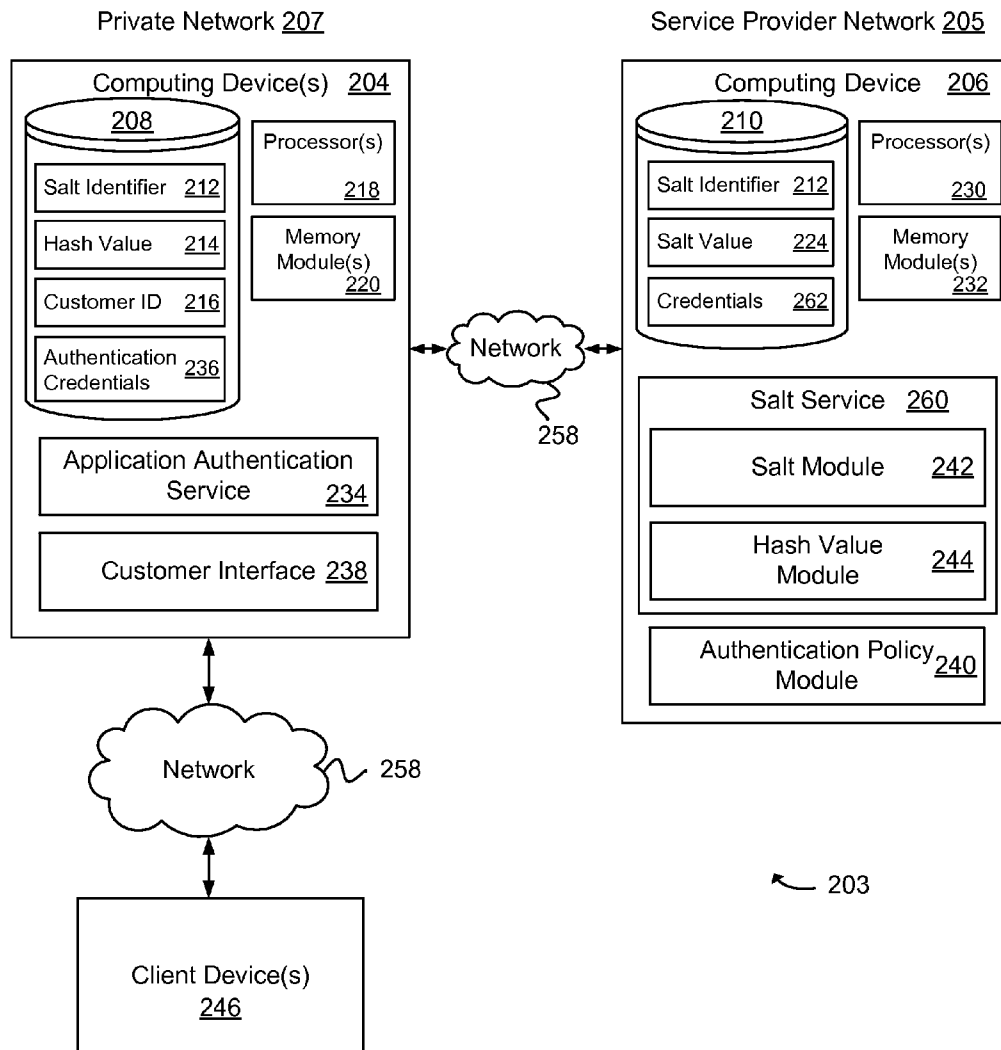 Private Network 207
Service Provider Network 205
Computing Device(s) 204
208
Salt Identifier 212
Hash Value 214
Customer ID 216
Authentication
Credentials 236
Processor(s)
218
Memory
Module(s)
220
Application Authentication
Service 234
Customer Interface 238
Network
258
Computing Device 206
210
Salt Identifier 212
Salt Value 224
Credentials 262
Processor(s)
230
Memory
Module(s)
232
Salt Service 260
Salt Module 242
Hash Value
Module 244
Authentication Policy
Module 240
Network
258
203
Client Device(s)
246